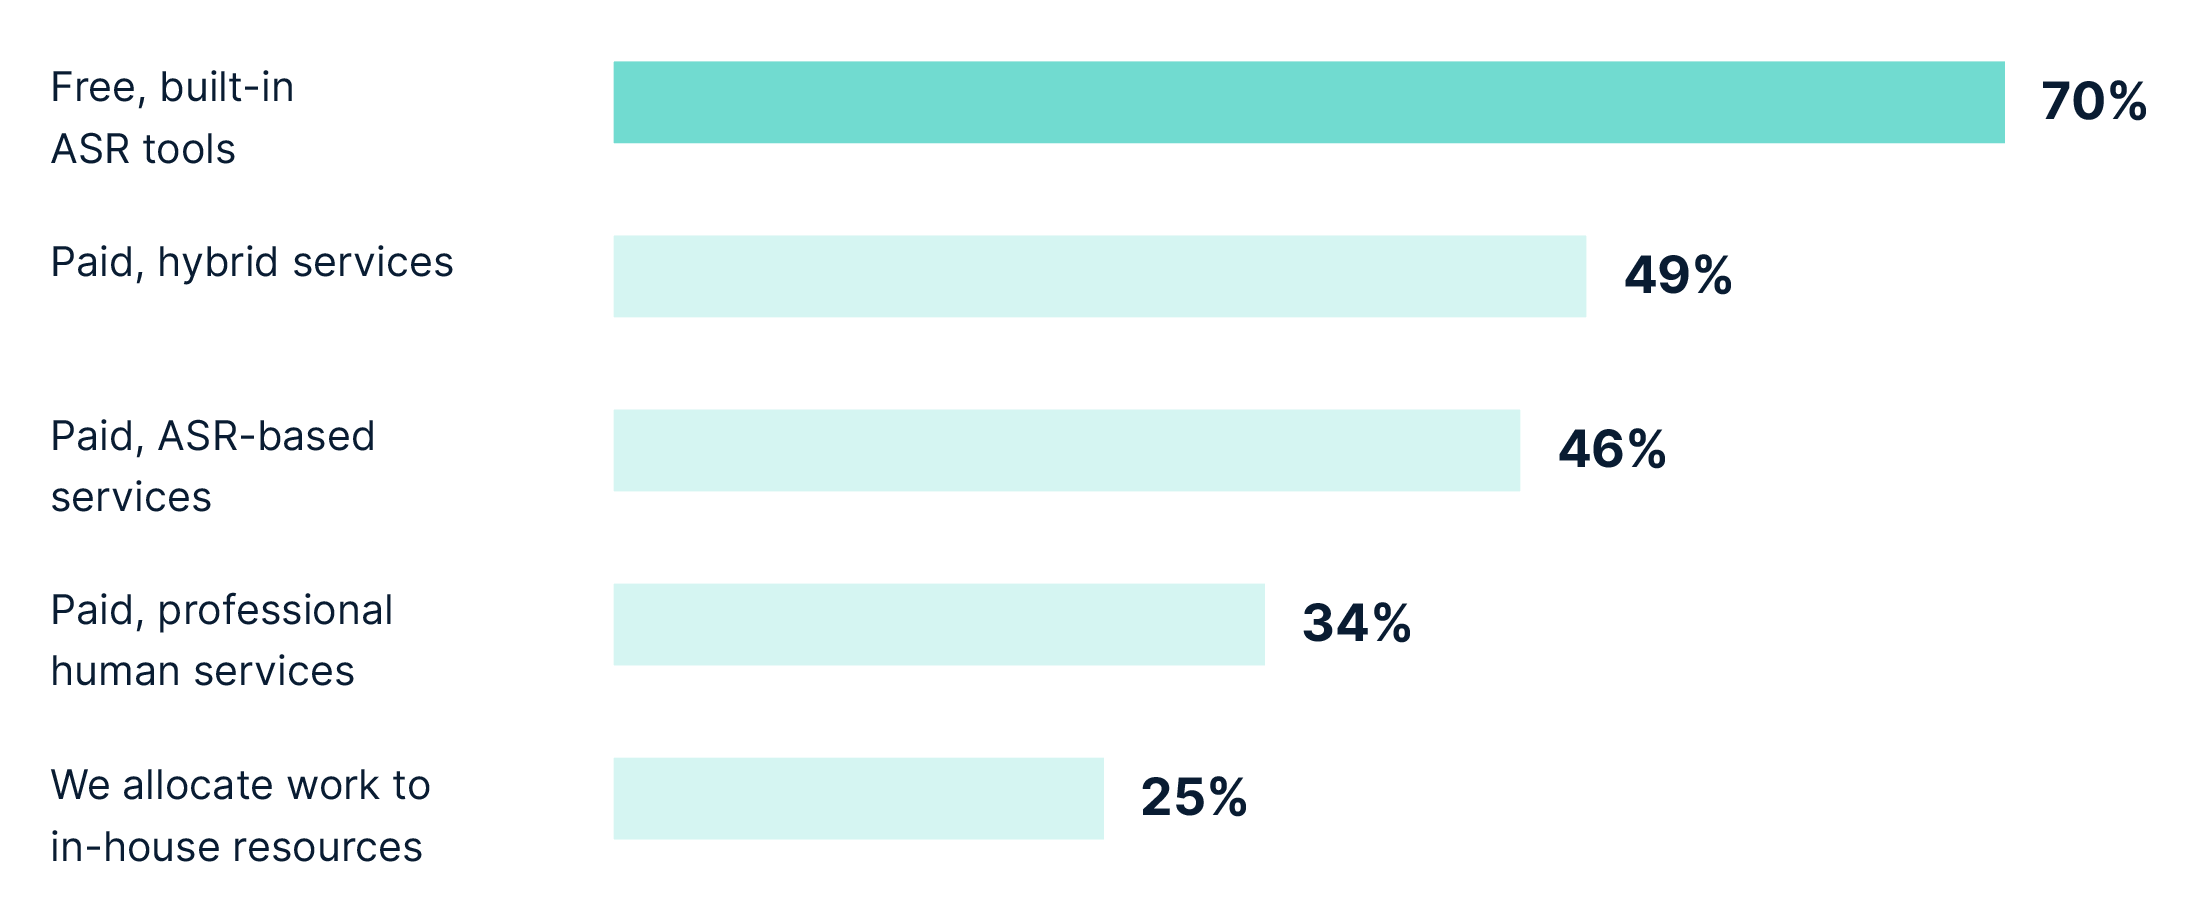 Free, built-in
ASR tools
70%
Paid, hybrid services
49%
Paid, ASR-based
services
46%
Paid, professional
human services
34%
We allocate work to
in-house resources
25%